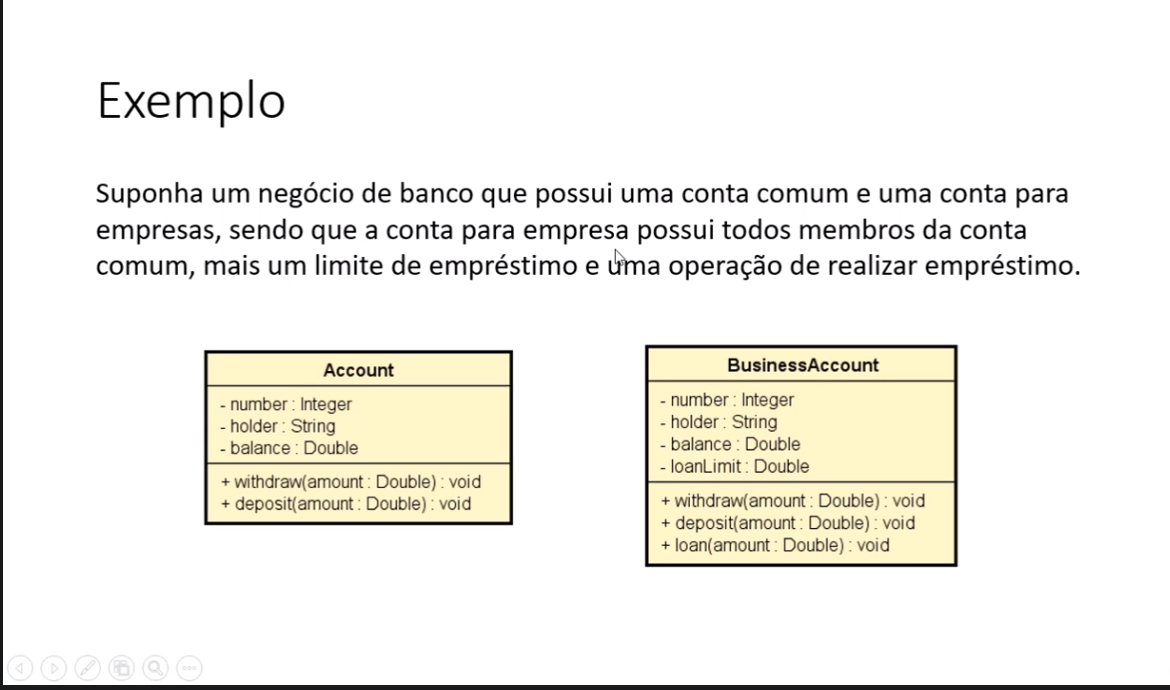 Exemplo
Suponha um negócio de banco que possui uma conta comum e uma conta para
empresas, sendo que a conta para empresa possui todos membros da conta
comum, mais um limite de empréstimo e uma operação de realizar empréstimo.
Account
- number : Integer
- holder : String
- balance : Double
+ withdraw(amount : Double) : void
+ deposit(amount : Double) : void
BusinessAccount
- number : Integer
- holder : String
- balance : Double
- loanLimit : Double
+ withdraw(amount : Double) : void
+ deposit(amount : Double) : void
+ loan(amount : Double) : void